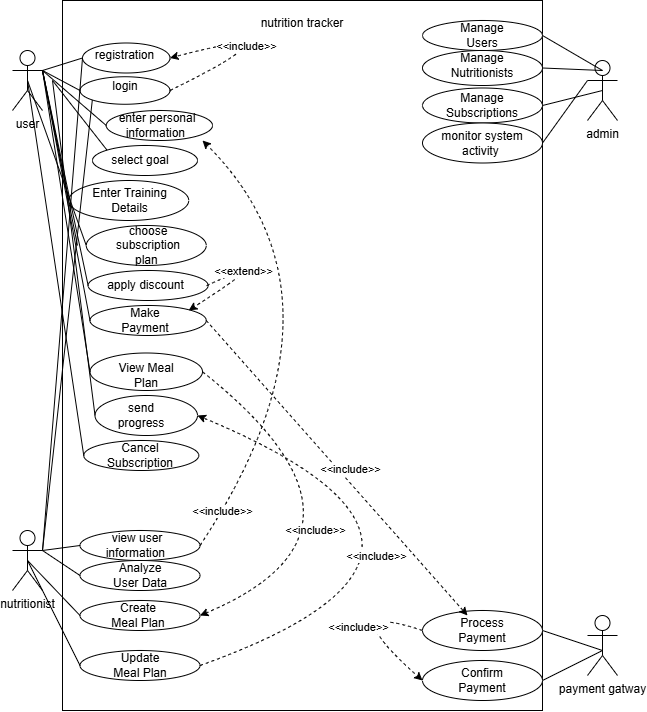 nutrition tracker
registration
<<include>>
login
user
enter personal
information
select goal
Enter Training
Details
choose
subscription
plan
<<extend>>
apply discount
Make
Payment
View Meal
Plan
send
progress
Cancel
Subscription
Manage
Users
Manage
Nutritionists
Manage
Subscriptions
monitor system
activity
admin
<<include>>
<<include>>
<<include>>
<<include>>
view user
information
Analyze
User Data
nutritionist
Create
Meal Plan
Update
Meal Plan
<<include>>
Process
Payment
Confirm
Payment
payment gatway